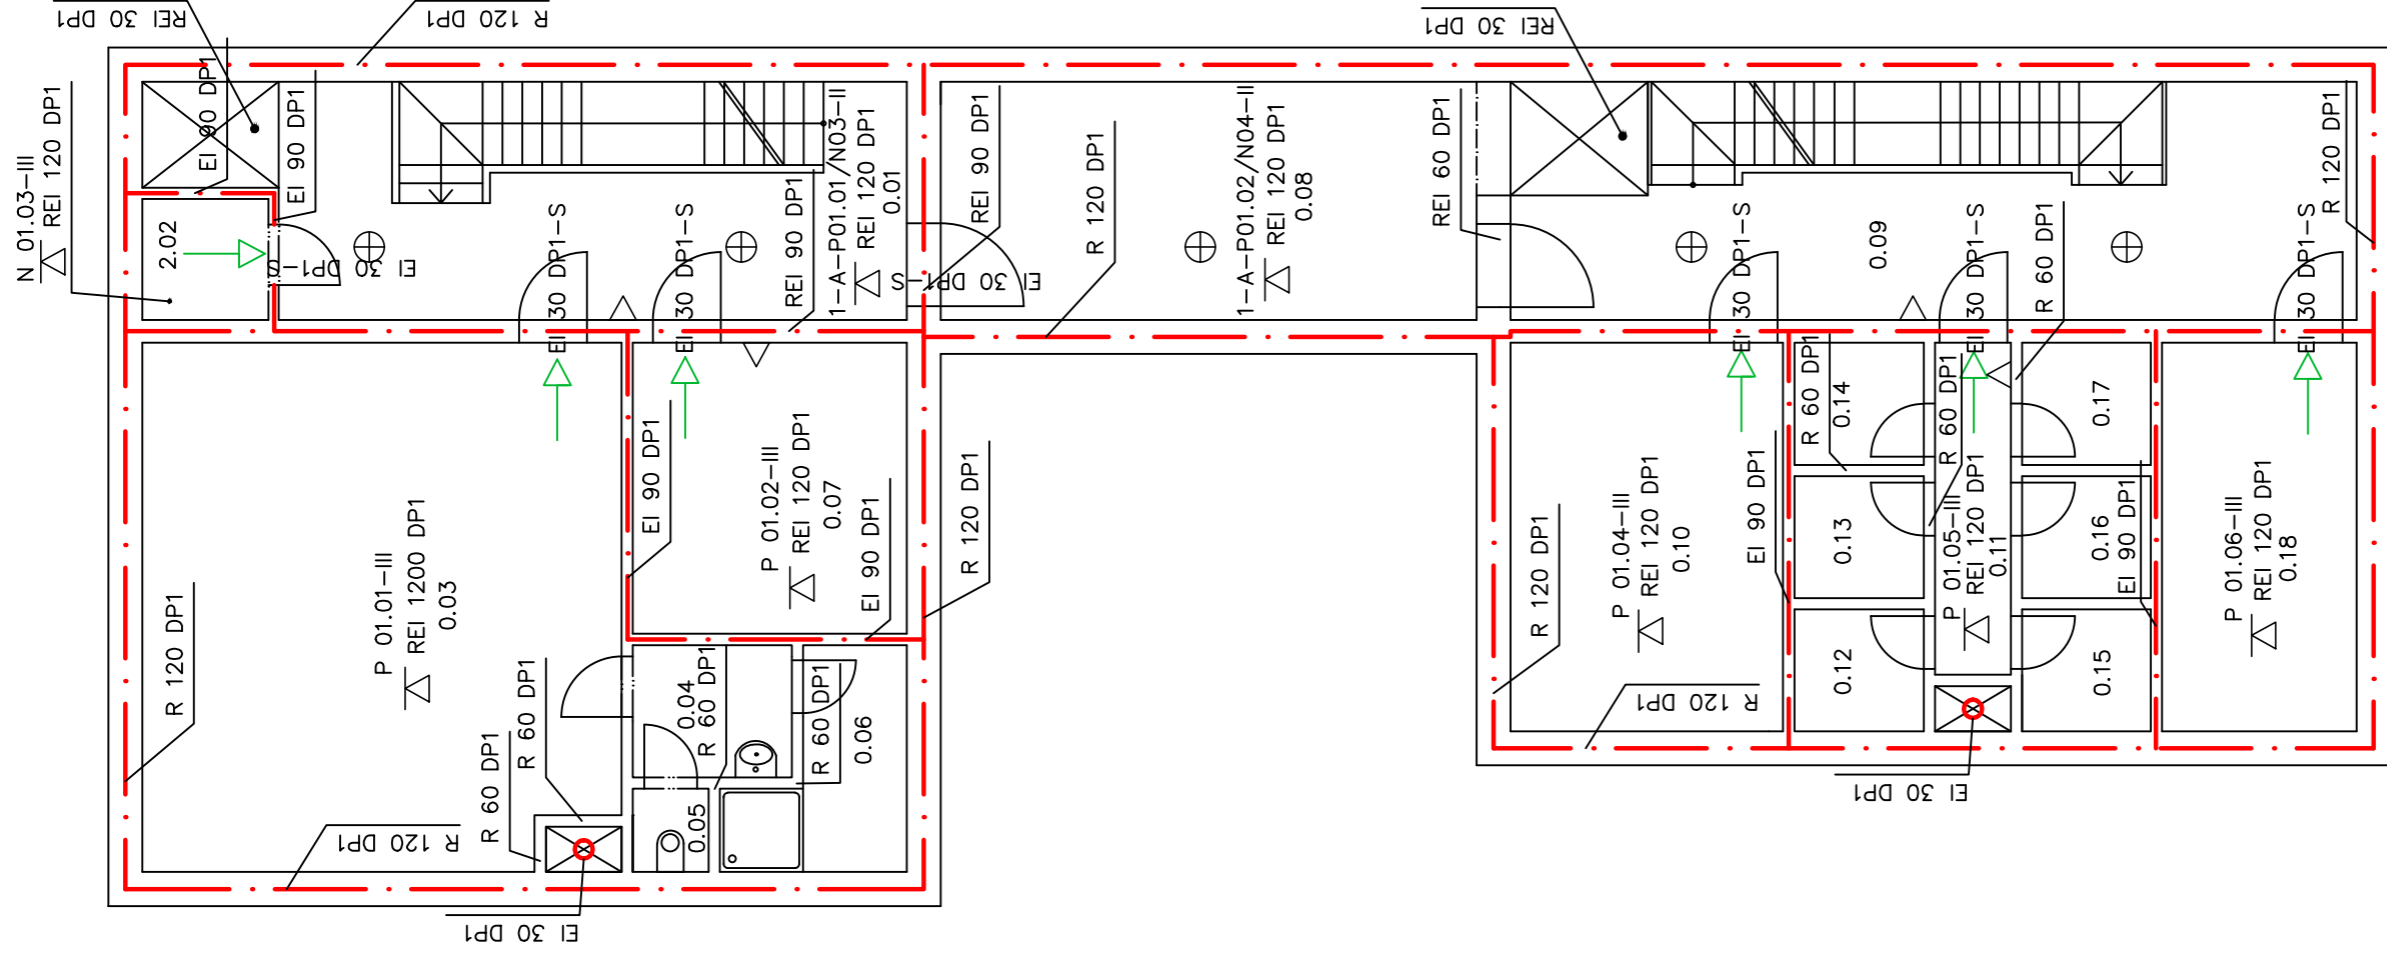 REI 30 DP1
R 120 DP1
REI 30 DP1
N 01.03-III
REI 120 DP1
2.02
EI 90 DP1
EI 90 DP1
EI 30 DP1-S
EI 30 DP1-S
EI 30 DP1-S
REI 90 DP1
1-A-P01.01/N03-II
REI 120 DP1
0.01
EI 30 DP1-S
REI 90 DP1
R 120 DP1
1-A-P01.02/N04-II
REI 120 DP1
0.08
REI 60 DP1
EI 30 DP1-S
0.09
EI 30 DP1-S
R 60 DP1
EI 30 DP1-S
R 120 DP1
R 120 DP1
P 01.01-III
REI 1200 DP1
0.03
EI 90 DP1
P 01.02-III
REI 120 DP1
0.07
EI 90 DP1
R 120 DP1
R 60 DP1
R 60 DP1
0.04
R 60 DP1
R 60 DP1
0.06
0.05
R 120 DP1
EI 30 DP1
R 120 DP1
P 01.04-III
REI 120 DP1
0.10
EI 90 DP1
R 60 DP1
0.14
R 60 DP1
0.17
0.13
P 01.05-III
REI 120 DP1
0.11
0.16
EI 90 DP1
P 01.06-III
REI 120 DP1
0.18
0.12
0.15
R 120 DP1
EI 30 DP1